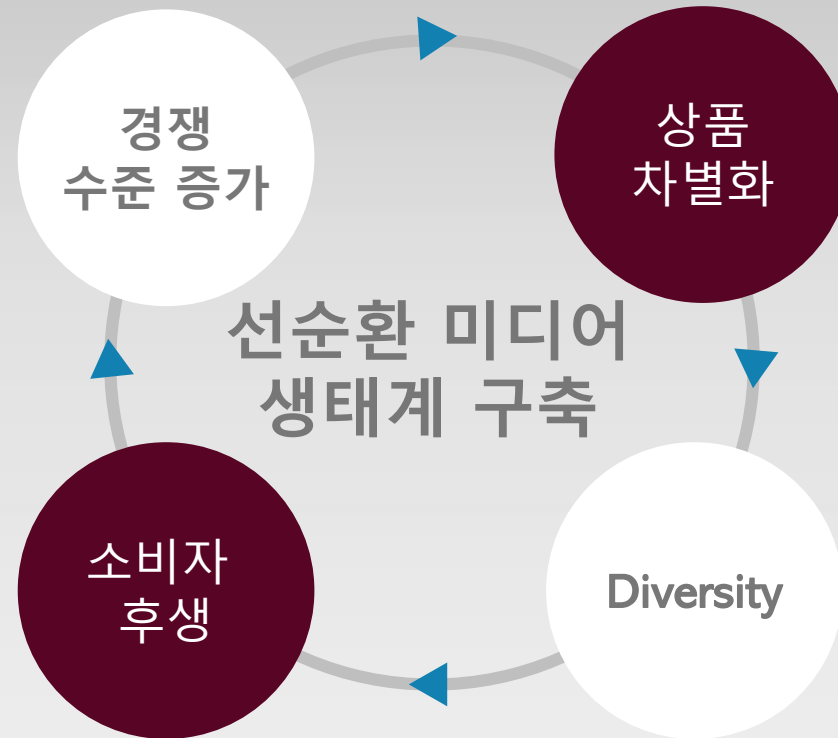 경쟁
수준 증가
상품
차별화
선순환 미디어
생태계 구축
소비자
후생
Diversity